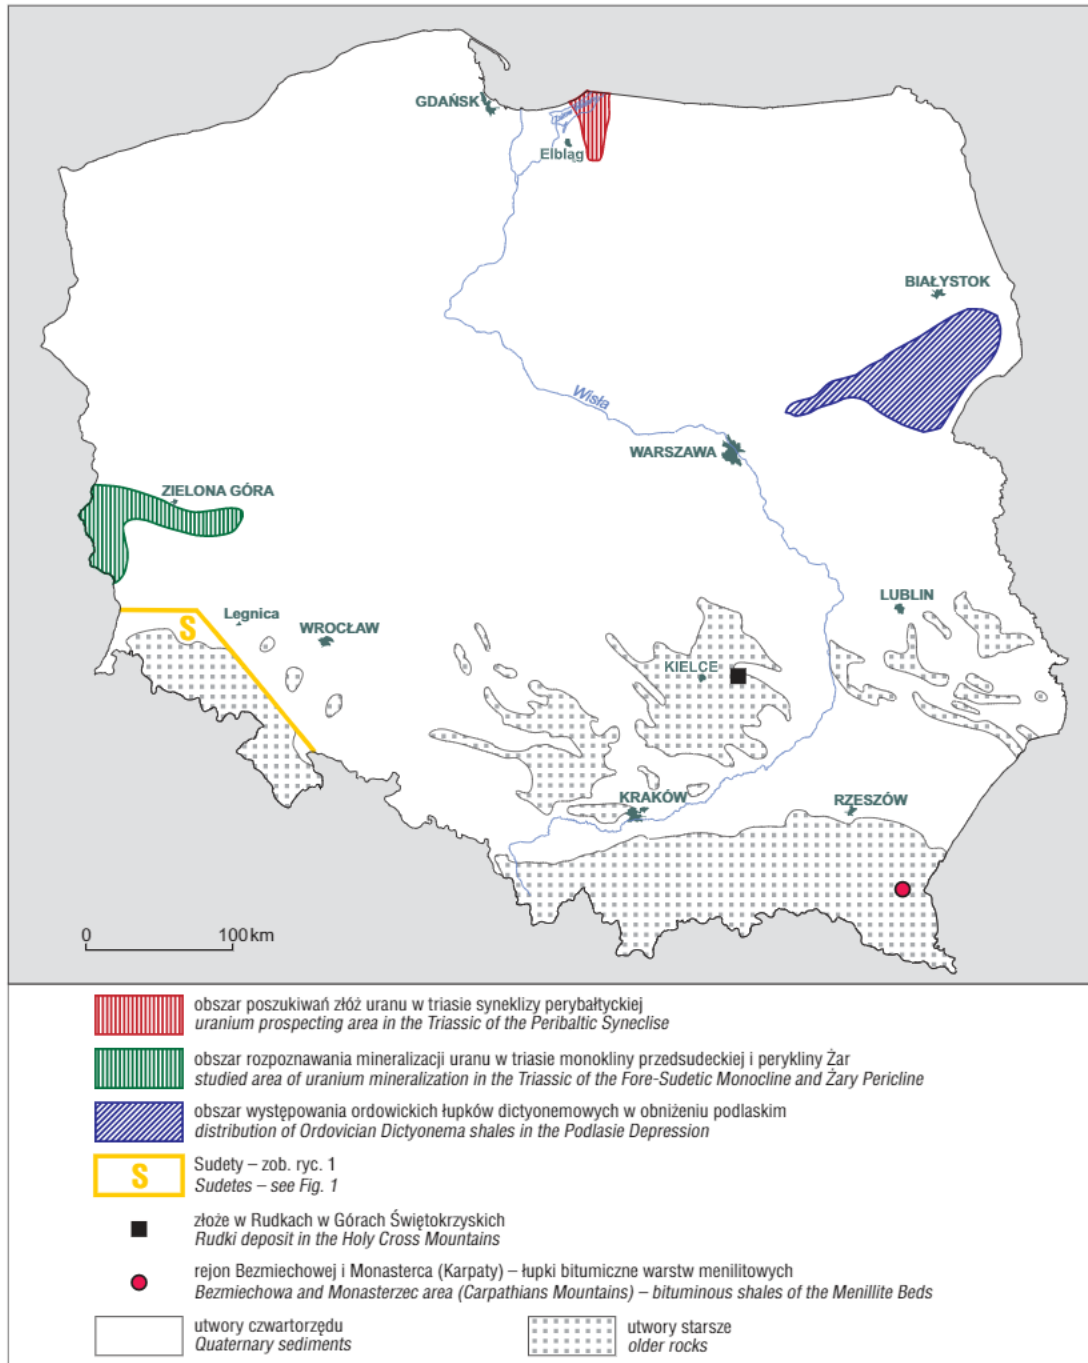 GDAŃSK
Elbląg
BIAŁYSTOK
Wisła
WARSZAWA
ZIELONA GÓRA
Legnica
S
WROCŁAW
LUBLIN
KIELCE
KRAKÓW
RZESZÓW
0 100 km
obszar poszukiwań złóż uranu w triasie syneklizy perybałtyckiej
uranium prospecting area in the Triassic of the Peribaltic Syneclise
obszar rozpoznawania mineralizacji uranu w triasie monokliny przedsudeckiej i perykliny Żar
studied area of uranium mineralization in the Triassic of the Fore-Sudetic Monocline and Żary Pericline
obszar występowania ordowickich łupków dictyonemowych w obniżeniu podlaskim
distribution of Ordovician Dictyonema shales in the Podlasie Depression
S
Sudety – zob. ryc. 1
Sudetes – see Fig. 1
złoże w Rudkach w Górach Świętokrzyskich
Rudki deposit in the Holy Cross Mountains
rejon Bezmiechowej i Monasterca (Karpaty) – łupki bitumiczne warstw menilitowych
Bezmiechowa and Monasterzec area (Carpathians Mountains) – bituminous shales of the Menillite Beds
utwory czwartorzędu
Quaternary sediments
utwory starsze
older rocks